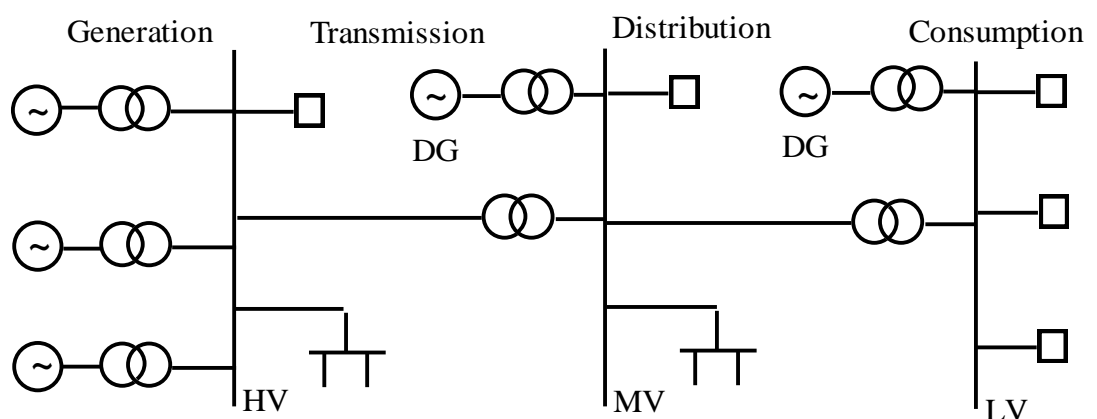 Generation
Transmission
Distribution
Consumption
~
~
~
DG
DG
~
~
HV
MV
LV